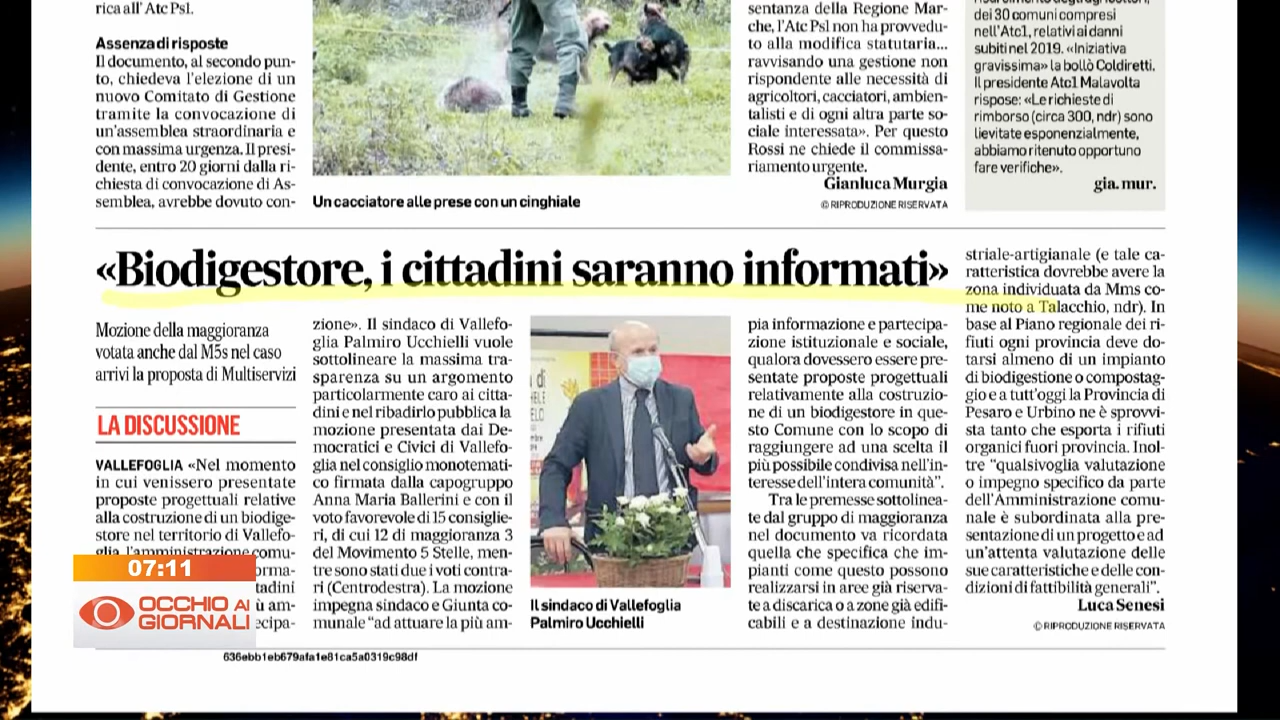 rica all' Atc Ps1.
Assenza di risposte
Il documento, al secondo pun-
to, chiedeva l'elezione di un
nuovo Comitato di Gestione
tramite la convocazione di
un'assemblea straordinaria e
con massima urgenza. Il presi-
dente, entro 20 giorni dalla ri-
chiesta di convocazione di As-
semblea, avrebbe dovuto con-
Un cacciatore alle prese con un cinghiale
sentanza della Regione Mar-
che, l'Atc Ps1 non ha provvedu-
to alla modifica statutaria...
ravvisando una gestione non
rispondente alle necessità di
agricoltori, cacciatori, ambien-
talisti e di ogni altra parte so-
ciale interessata». Per questo
Rossi ne chiede il commissa-
riamento urgente.
Gianluca Murgia
© RIPRODUZIONE RISERVATA
dei 30 comuni compresi
nell'Atc1, relativi ai danni
subiti nel 2019. «Iniziativa
gravissima» la bollò Coldiretti.
Il presidente Atc1 Malavolta
rispose: «Le richieste di
rimborso (circa 300, ndr) sono
lievitate esponenzialmente,
abbiamo ritenuto opportuno
fare verifiche».
gia. mur.
«Biodigestore, i cittadini saranno informati»
Mozione della maggioranza
votata anche dal M5s nel caso
arrivi la proposta di Multiservizi
LA DISCUSSIONE
VALLEFOGLIA «Nel momento
in cui venissero presentate
proposte progettuali relative
alla costruzione di un biodige-
store nel territorio di Vallefo-
glia, l'amministrazione comu-
orma-
tadini
ù am-
ecipa-
zione». Il sindaco di Vallefo-
glia Palmiro Ucchielli vuole
sottolineare la massima tra-
sparenza su un argomento
particolarmente caro ai citta-
dini e nel ribadirlo pubblica la
mozione presentata dai De-
mocratici e Civici di Vallefo-
glia nel consiglio monotemati-
co firmata dalla capogruppo
Anna Maria Ballerini e con il
voto favorevole di 15 consiglie-
ri, di cui 12 di maggioranza 3
del Movimento 5 Stelle, men-
tre sono stati due i voti contra-
ri (Centrodestra). La mozione
impegna sindaco e Giunta co-
munale “ad attuare la più am-
Il sindaco di Vallefoglia
Palmiro Ucchielli
pia informazione e partecipa-
zione istituzionale e sociale,
qualora dovessero essere pre-
sentate proposte progettuali
relativamente alla costruzio-
ne di un biodigestore in que-
sto Comune con lo scopo di
raggiungere ad una scelta il
più possibile condivisa nell'in-
teresse dell'intera comunità”.
Tra le premesse sottolinea-
te dal gruppo di maggioranza
nel documento va ricordata
quella che specifica che im-
pianti come questo possono
realizzarsi in aree già riserva-
te a discarica o a zone già edifi-
cabili e a destinazione indu-
striale-artigianale (e tale ca-
ratteristica dovrebbe avere la
zona individuata da Mms co-
me noto a Talacchio, ndr). In
base al Piano regionale dei ri-
fiuti ogni provincia deve do-
tarsi almeno di un impianto
di biodigestione o compostag-
gio e a tutt'oggi la Provincia di
Pesaro e Urbino ne è sprovvi-
sta tanto che esporta i rifiuti
organici fuori provincia. Inol-
tre “qualsivoglia valutazione
o impegno specifico da parte
dell'Amministrazione comu-
nale è subordinata alla pre-
sentazione di un progetto e ad
un'attenta valutazione delle
sue caratteristiche e delle con-
dizioni di fattibilità generali”.
Luca Senesi
© RIPRODUZIONE RISERVATA
07:11
OCCHIO AI
GIORNALI
636ebb1eb679afa1e81ca5a0319c98df